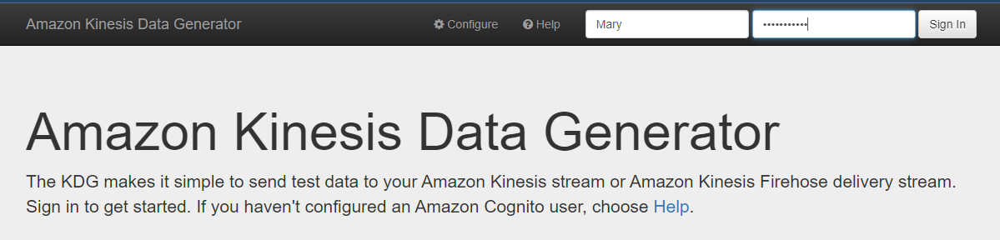 Amazon Kinesis Data Generator Configure Help Mary ••••••••••• Sign In
Amazon Kinesis Data Generator
The KDG makes it simple to send test data to your Amazon Kinesis stream or Amazon Kinesis Firehose delivery stream.
Sign in to get started. If you haven't configured an Amazon Cognito user, choose Help.